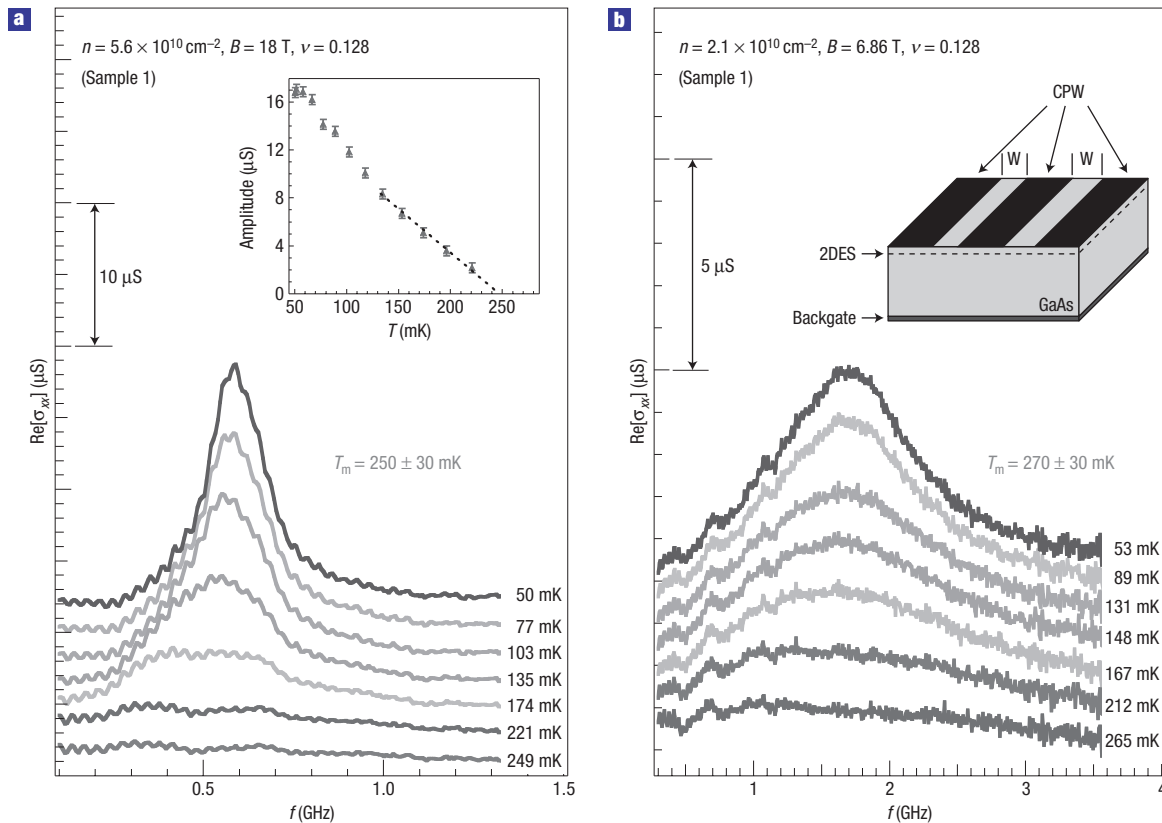 a
n = 5.6 × 10¹⁰ cm⁻², B = 18 T, ν = 0.128
(Sample 1)
16
12
8
4
0
Amplitude (μS)
50 100 150 200 250
T (mK)
10 μS
Re[σxx] (μS)
Tm = 250 ± 30 mK
50 mK
77 mK
103 mK
135 mK
174 mK
221 mK
249 mK
0.5 1.0 1.5
f (GHz)
b
n = 2.1 × 10¹⁰ cm⁻², B = 6.86 T, ν = 0.128
(Sample 1)
CPW
W W
2DES
GaAs
Backgate
5 μS
Re[σxx] (μS)
Tm = 270 ± 30 mK
53 mK
89 mK
131 mK
148 mK
167 mK
212 mK
265 mK
1 2 3 4
f (GHz)